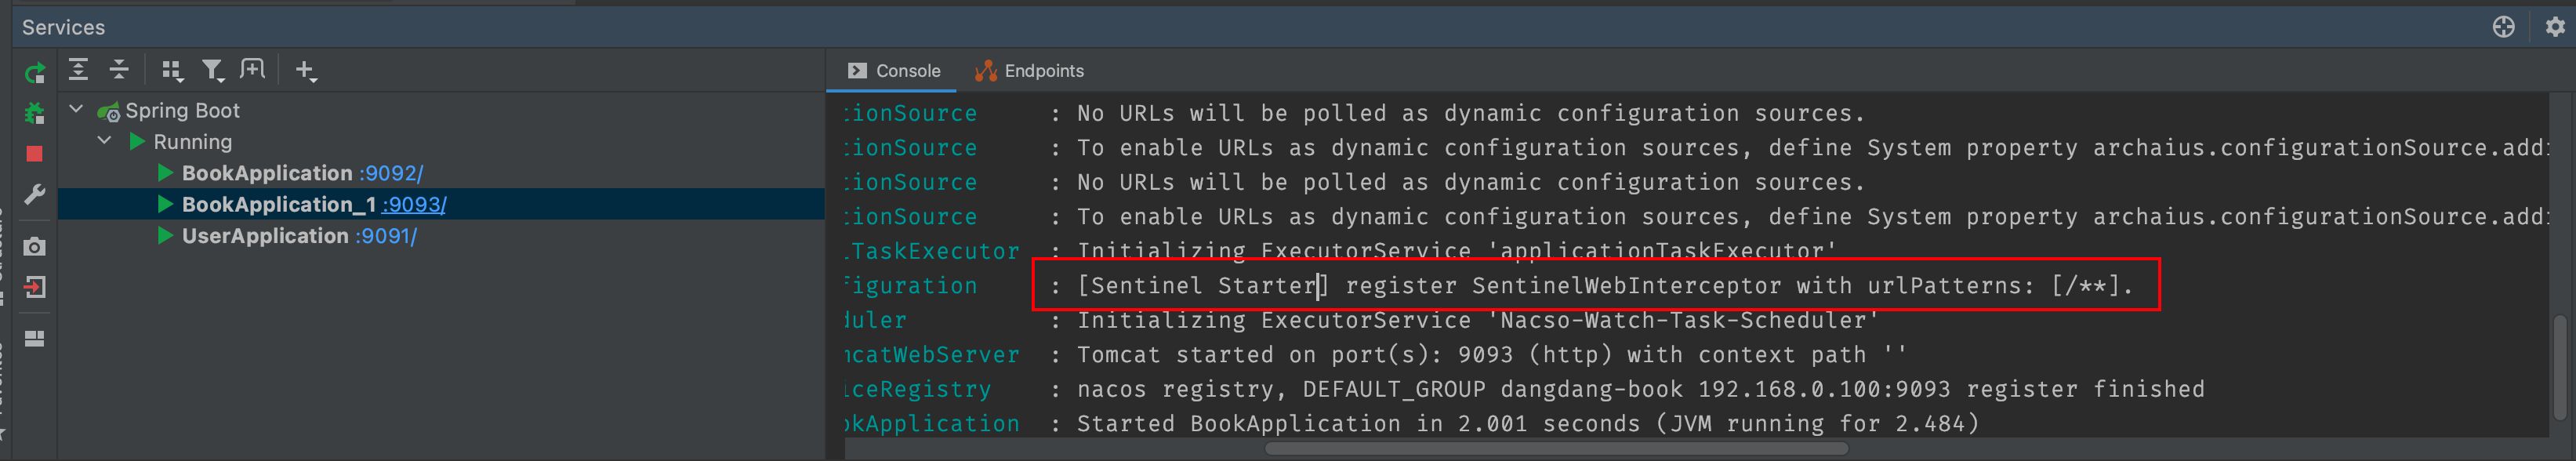 Services
Console
Endpoints
Spring Boot
Running
BookApplication :9092/
BookApplication_1 :9093/
UserApplication :9091/
ionSource : No URLs will be polled as dynamic configuration sources.
ionSource : To enable URLs as dynamic configuration sources, define System property archaius.configurationSource.addi
ionSource : No URLs will be polled as dynamic configuration sources.
ionSource : To enable URLs as dynamic configuration sources, define System property archaius.configurationSource.addi
TaskExecutor : Initializing ExecutorService 'applicationTaskExecutor'
figuration : [Sentinel Starter] register SentinelWebInterceptor with urlPatterns: [/**].
duler : Initializing ExecutorService 'Nacso-Watch-Task-Scheduler'
mcatWebServer : Tomcat started on port(s): 9093 (http) with context path ''
iceRegistry : nacos registry, DEFAULT_GROUP dangdang-book 192.168.0.100:9093 register finished
okApplication : Started BookApplication in 2.001 seconds (JVM running for 2.484)